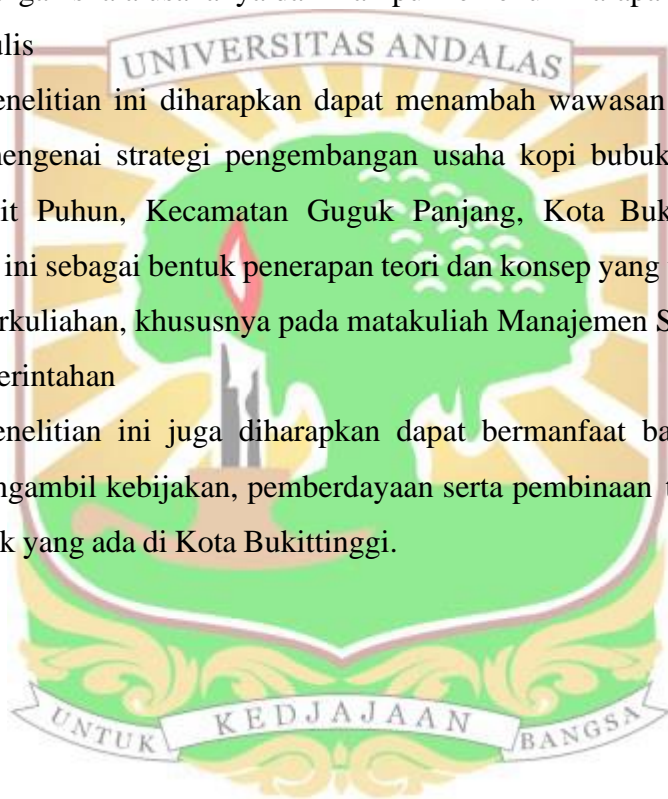 UNIVERSITAS ANDALAS
ulis
enelitian ini diharapkan dapat menambah wawasan
mengenai strategi pengembangan usaha kopi bubuk
it Puhun, Kecamatan Guguk Panjang, Kota Buk
ini sebagai bentuk penerapan teori dan konsep yang
rkuliahan, khususnya pada matakuliah Manajemen S
erintahan
enelitian ini juga diharapkan dapat bermanfaat ba
ngambil kebijakan, pemberdayaan serta pembinaan t
k yang ada di Kota Bukittinggi.
UNTUK KEDJAJAAN BANGSA